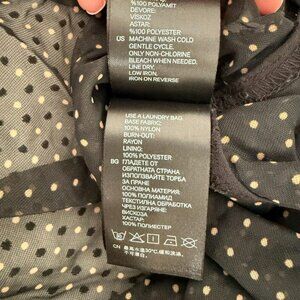 %100 POLYAMIT
DEVORE:
VİSKOZ
ASTAR:
%100 POLYESTER
US MACHINE WASH COLD
GENTLE CYCLE.
ONLY NON-CHLORINE
BLEACH WHEN NEEDED.
LINE DRY.
LOW IRON.
IRON ON REVERSE
USE A LAUNDRY BAG
BASE FABRIC:
100% NYLON
BURN-OUT:
RAYON
LINING:
100% POLYESTER
BG ГЛАДЕТЕ ОТ
ОБРАТНАТА СТРАНА
ИЗПОЛЗВАЙТЕ ТОРБА
ЗА ПРАНЕ
ОСНОВНА МАТЕРИЯ:
100% ПОЛИАМИД
ТЕКСТИЛНА ОБРАБОТКА
ЧРЕЗ ИЗЛИЗАНЕ:
ВИСКОЗА
ХАСТАР:
100% ПОЛИЕСТЕР
CN